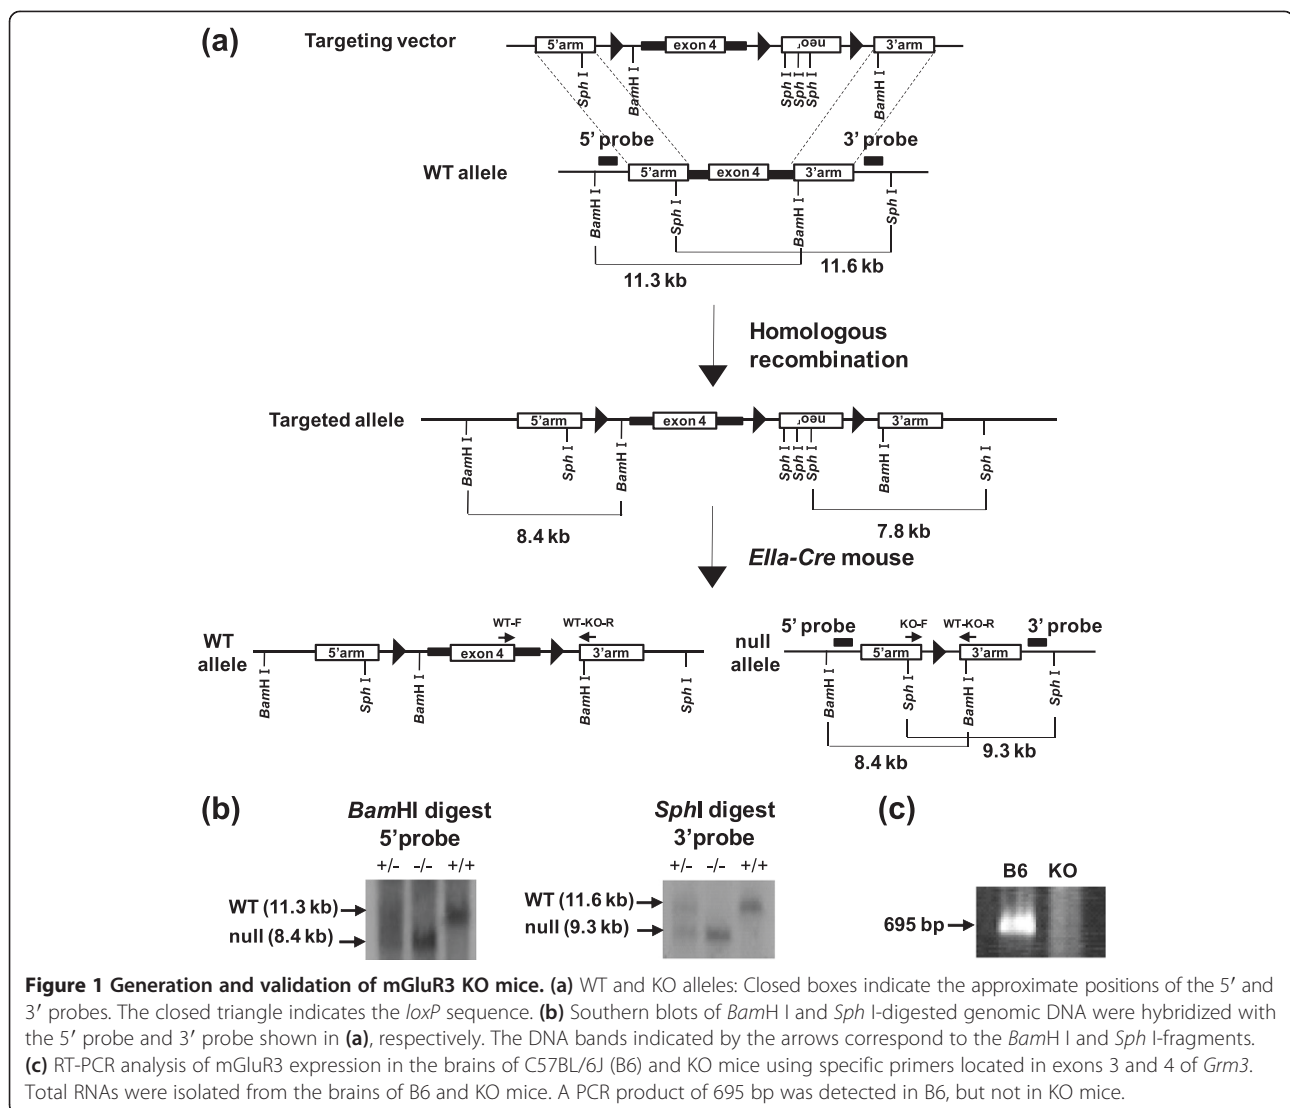 (a)
Targeting vector
5'arm
exon 4
neoʳ
3'arm
Sph I
BamH I
Sph I
Sph I
Sph I
BamH I
5' probe
3' probe
WT allele
5'arm
exon 4
3'arm
BamH I
Sph I
BamH I
Sph I
11.6 kb
11.3 kb
Homologous
recombination
Targeted allele
5'arm
exon 4
neoʳ
3'arm
BamH I
Sph I
BamH I
Sph I
Sph I
Sph I
BamH I
Sph I
8.4 kb
7.8 kb
EIIa-Cre mouse
WT
allele
WT-F
WT-KO-R
5'arm
exon 4
3'arm
BamH I
Sph I
BamH I
BamH I
Sph I
null
allele
5' probe
KO-F
WT-KO-R
3' probe
5'arm
3'arm
BamH I
Sph I
BamH I
Sph I
9.3 kb
8.4 kb
(b)
BamHI digest
5'probe
+/- -/- +/+
WT (11.3 kb)
null (8.4 kb)
SphI digest
3'probe
+/- -/- +/+
WT (11.6 kb)
null (9.3 kb)
(c)
B6 KO
695 bp
Figure 1 Generation and validation of mGluR3 KO mice. (a) WT and KO alleles: Closed boxes indicate the approximate positions of the 5′ and
3′ probes. The closed triangle indicates the loxP sequence. (b) Southern blots of BamH I and Sph I-digested genomic DNA were hybridized with
the 5′ probe and 3′ probe shown in (a), respectively. The DNA bands indicated by the arrows correspond to the BamH I and Sph I-fragments.
(c) RT-PCR analysis of mGluR3 expression in the brains of C57BL/6J (B6) and KO mice using specific primers located in exons 3 and 4 of Grm3.
Total RNAs were isolated from the brains of B6 and KO mice. A PCR product of 695 bp was detected in B6, but not in KO mice.